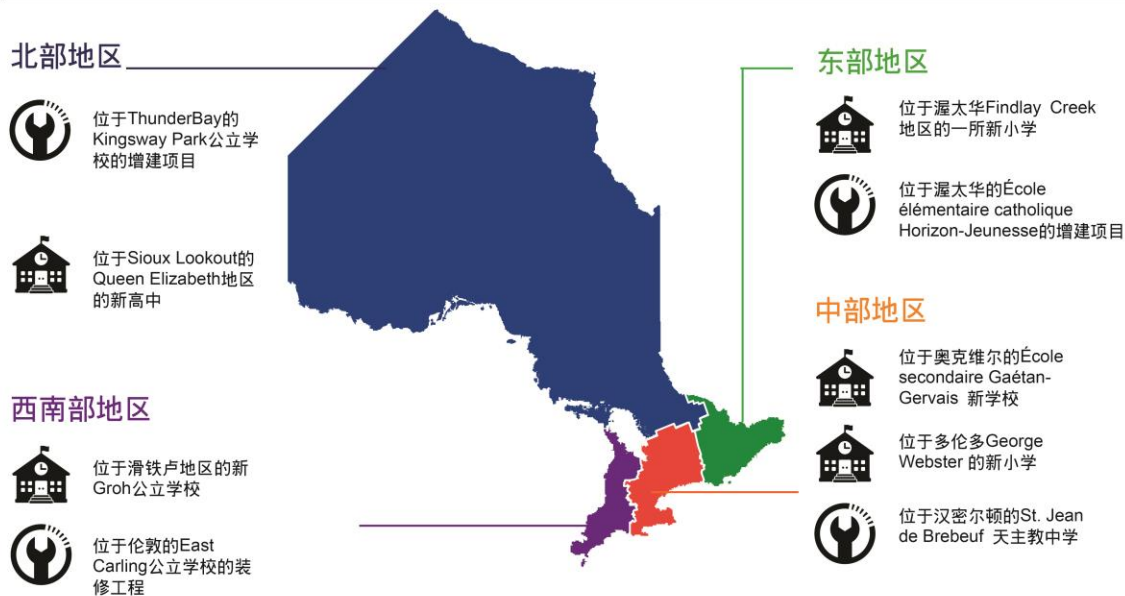 北部地区
位于ThunderBay的
Kingsway Park公立学
校的增建项目
位于Sioux Lookout的
Queen Elizabeth地区
的新高中
西南部地区
位于滑铁卢地区的新
Groh公立学校
位于伦敦的East
Carling公立学校的装
修工程
东部地区
位于渥太华Findlay Creek
地区的一所新小学
位于渥太华的École
élémentaire catholique
Horizon-Jeunesse的增建项目
中部地区
位于奥克维尔的École
secondaire Gaétan-
Gervais 新学校
位于多伦多George
Webster 的新小学
位于汉密尔顿的St. Jean
de Brebeuf 天主教中学